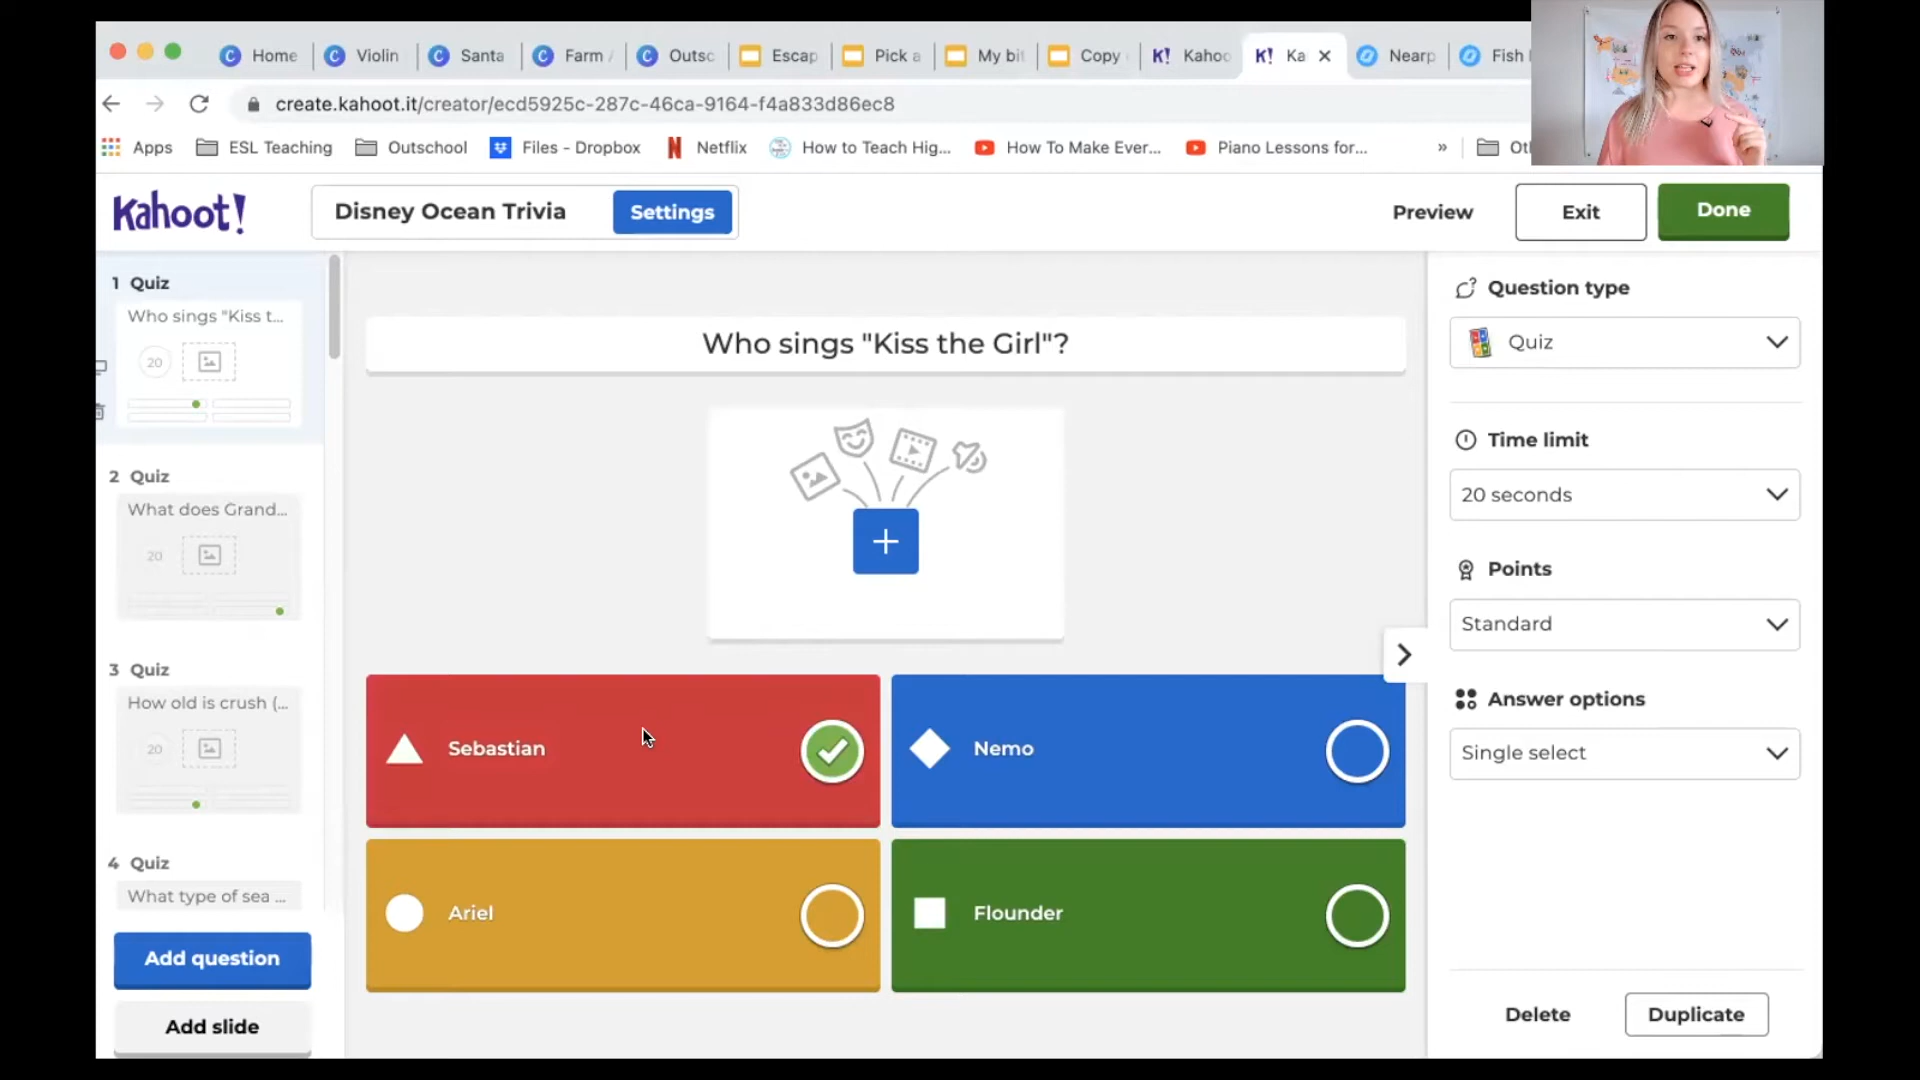 Home
Violin
Santa
Farm /
Outsc
Escap
Pick a
My bit
Copy
K! Kahoo
K! Ka
Nearp
Fish
create.kahoot.it/creator/ecd5925c-287c-46ca-9164-f4a833d86ec8
Apps
ESL Teaching
Outschool
Files - Dropbox
Netflix
How to Teach Hig...
How To Make Ever...
Piano Lessons for...
»
Kahoot!
Disney Ocean Trivia
Settings
Preview
Exit
Done
1 Quiz
Who sings "Kiss t...
20
2 Quiz
What does Grand...
20
3 Quiz
How old is crush (...
20
4 Quiz
What type of sea ...
Add question
Add slide
Who sings "Kiss the Girl"?
Sebastian
Nemo
Ariel
Flounder
Question type
Quiz
Time limit
20 seconds
Points
Standard
Answer options
Single select
Delete
Duplicate